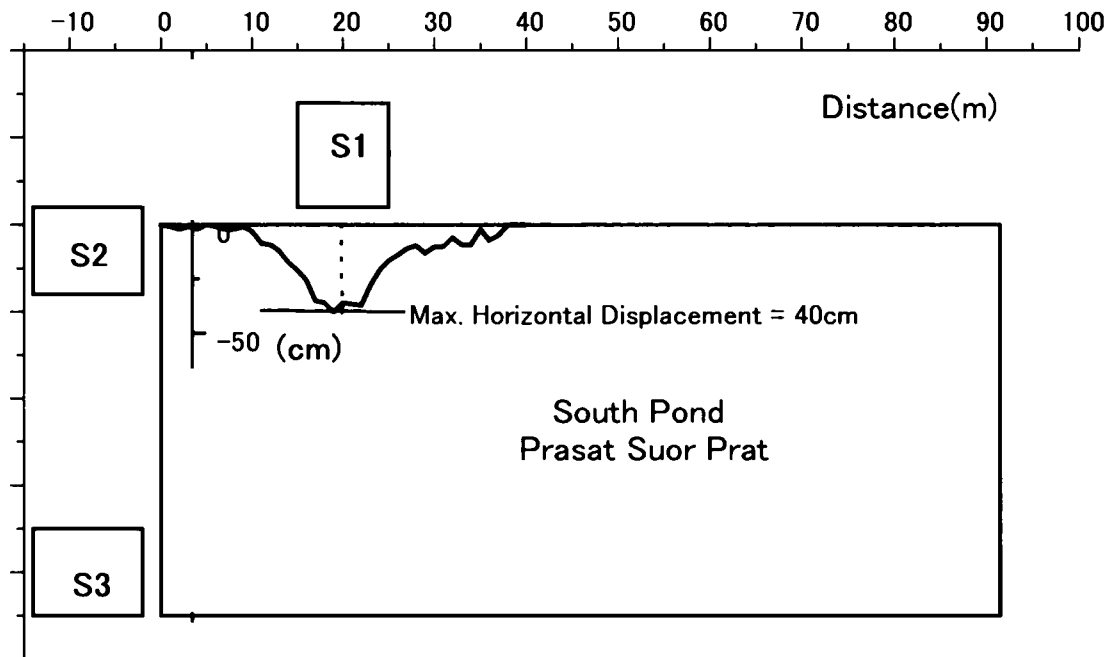 -10 0 10 20 30 40 50 60 70 80 90 100
Distance(m)
S1
S2
0
Max. Horizontal Displacement = 40cm
-50 (cm)
South Pond
Prasat Suor Prat
S3